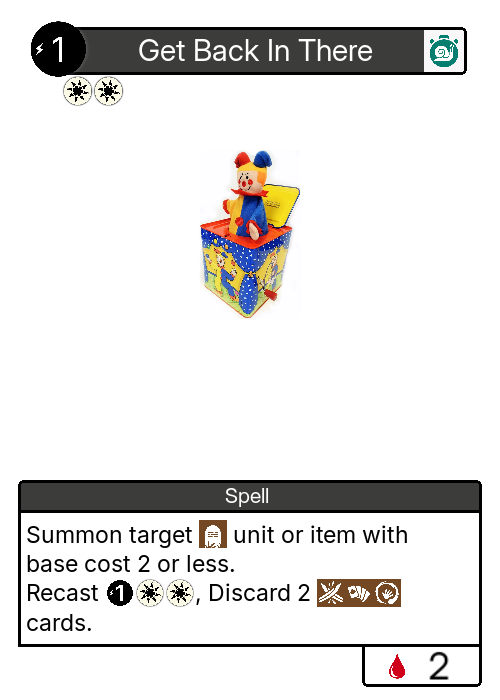 1 Get Back In There
Spell
Summon target unit or item with
base cost 2 or less.
Recast 1 , Discard 2
cards.
2